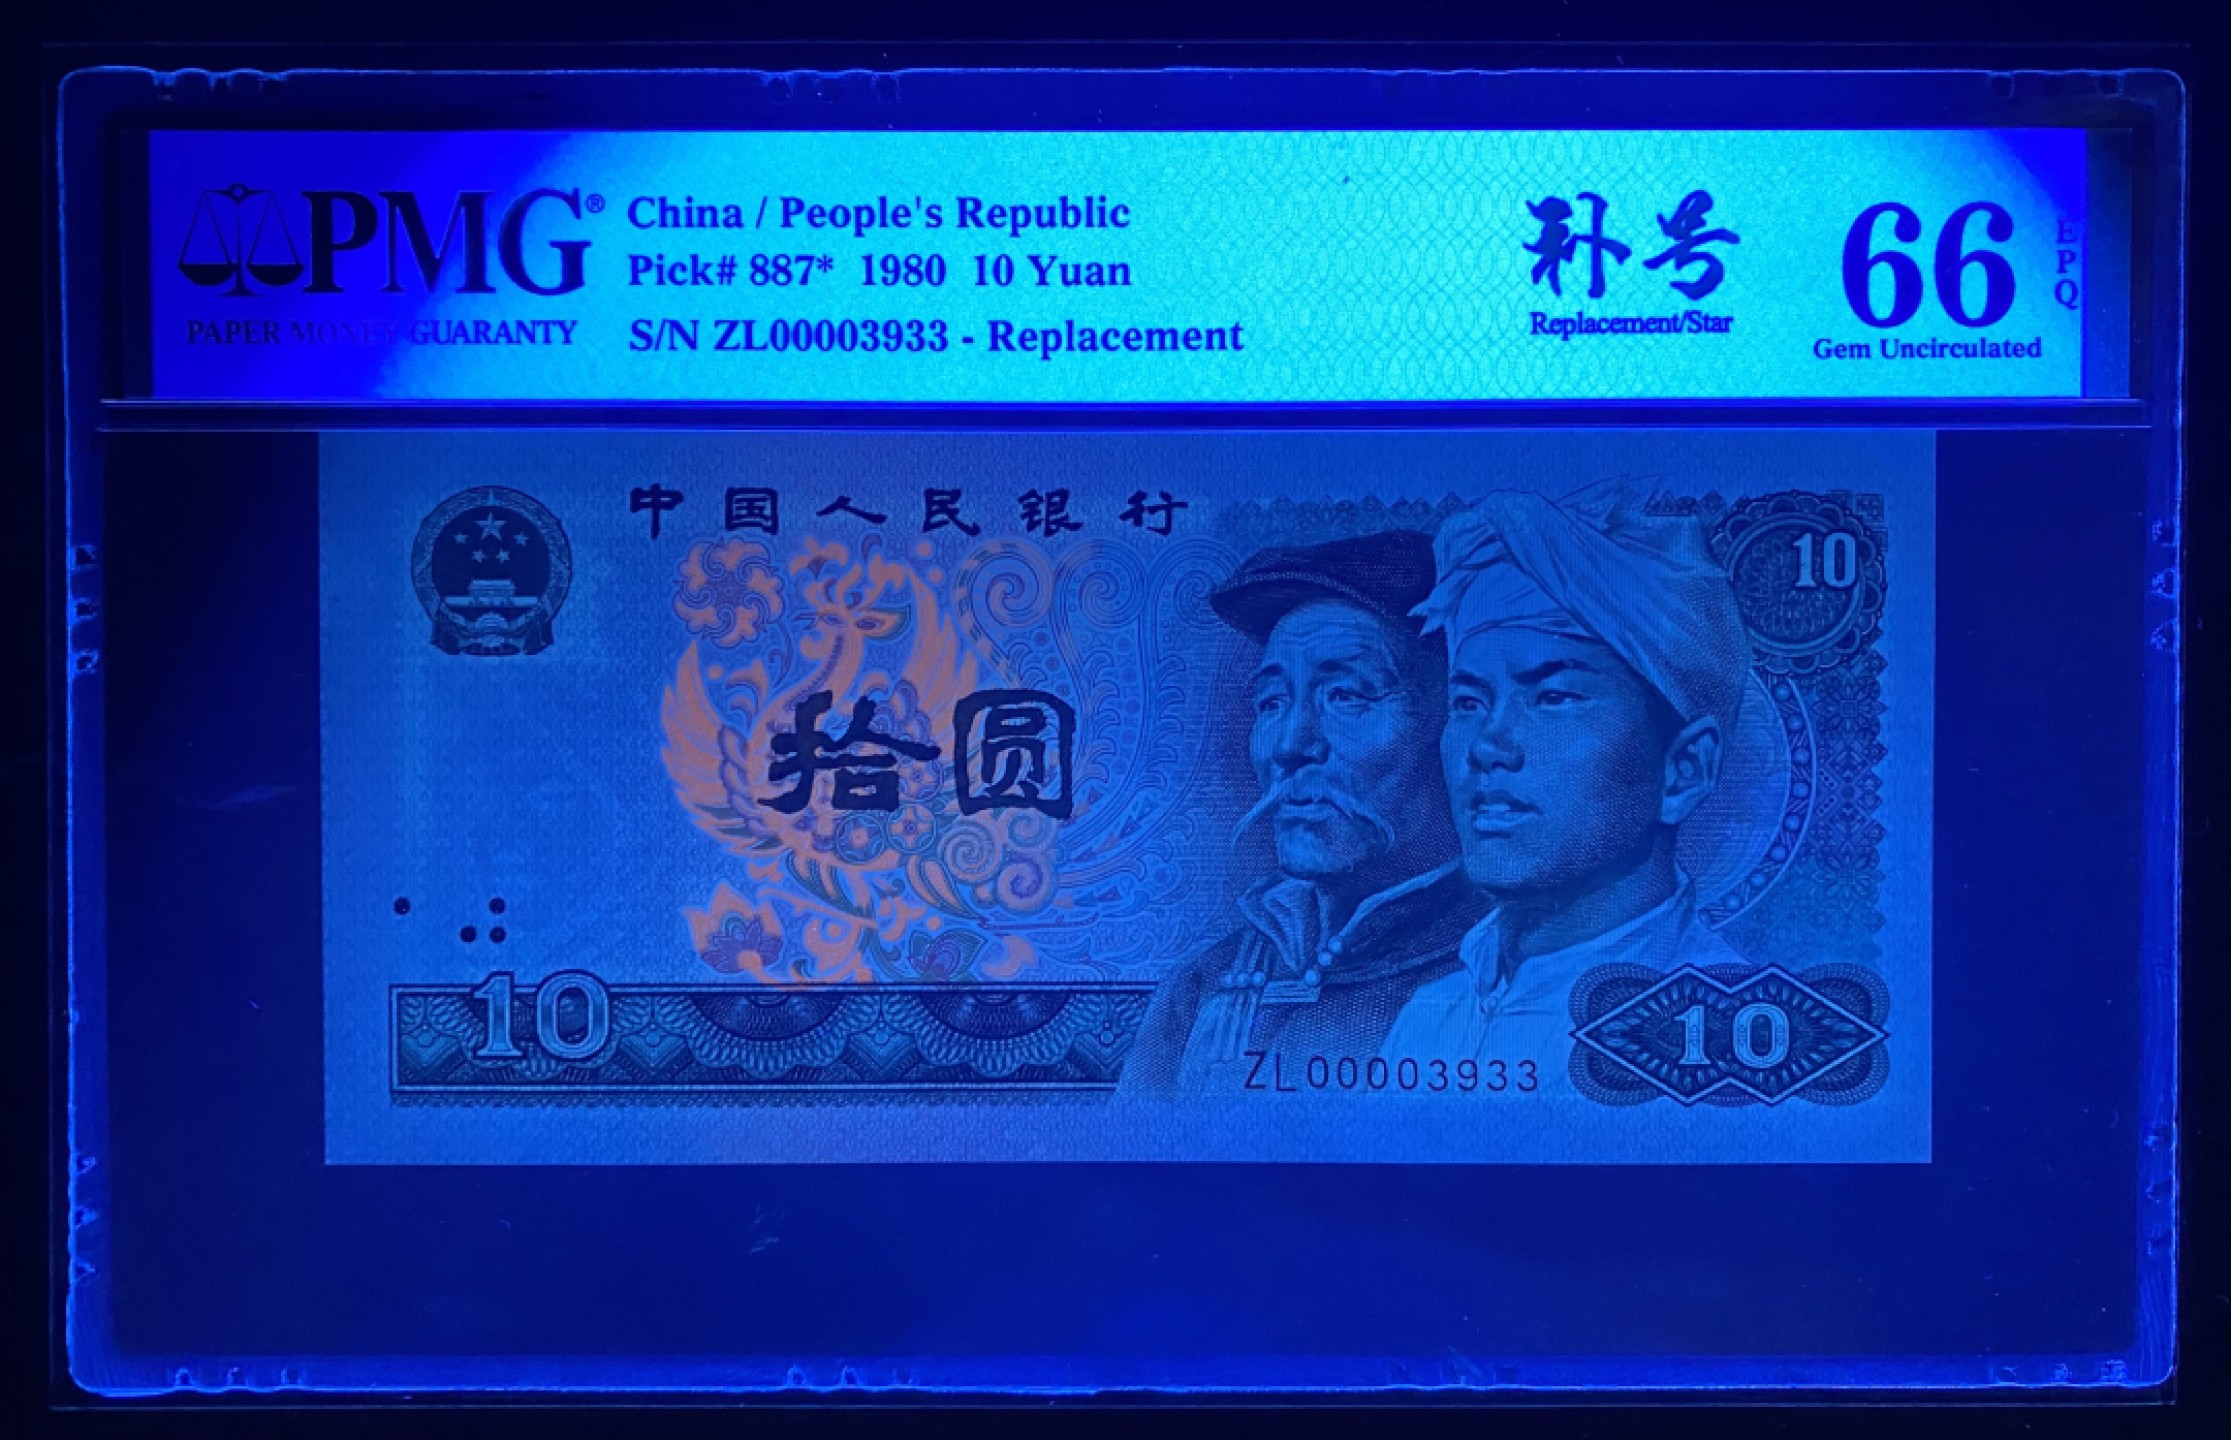 PMG®
PAPER MONEY GUARANTY
China / People's Republic
Pick# 887* 1980 10 Yuan
S/N ZL00003933 - Replacement
补号
Replacement/Star
66
EPQ
Gem Uncirculated
中国人民银行
10
拾圆
10
ZL00003933
10